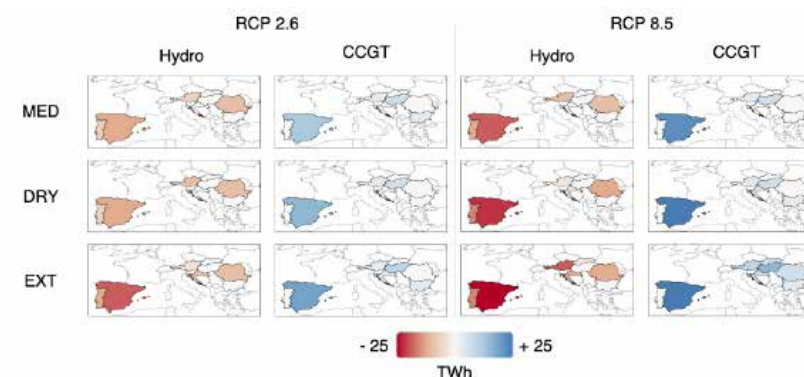 RCP 2.6 RCP 8.5
Hydro CCGT Hydro CCGT
MED
DRY
EXT
- 25 + 25
TWh